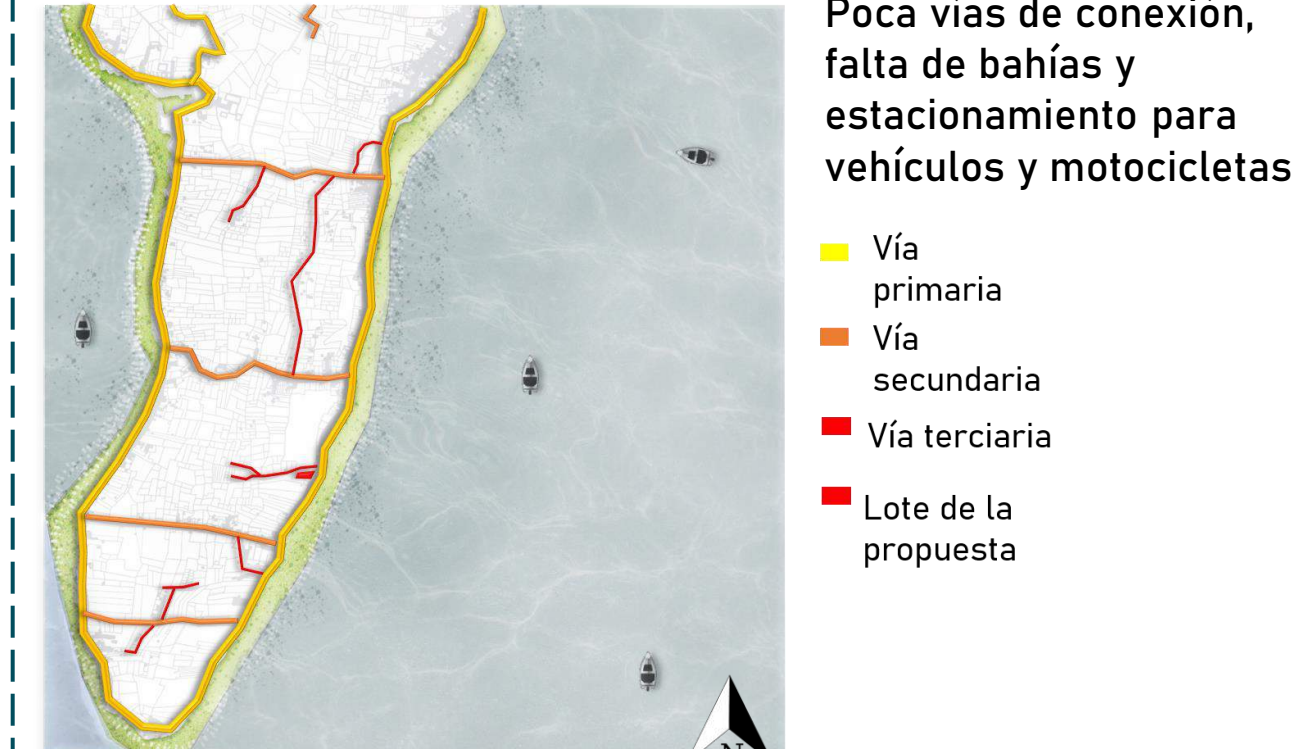 Poca vías de conexión,
falta de bahías y
estacionamiento para
vehículos y motocicletas
Vía
primaria
Vía
secundaria
Vía terciaria
Lote de la
propuesta
N